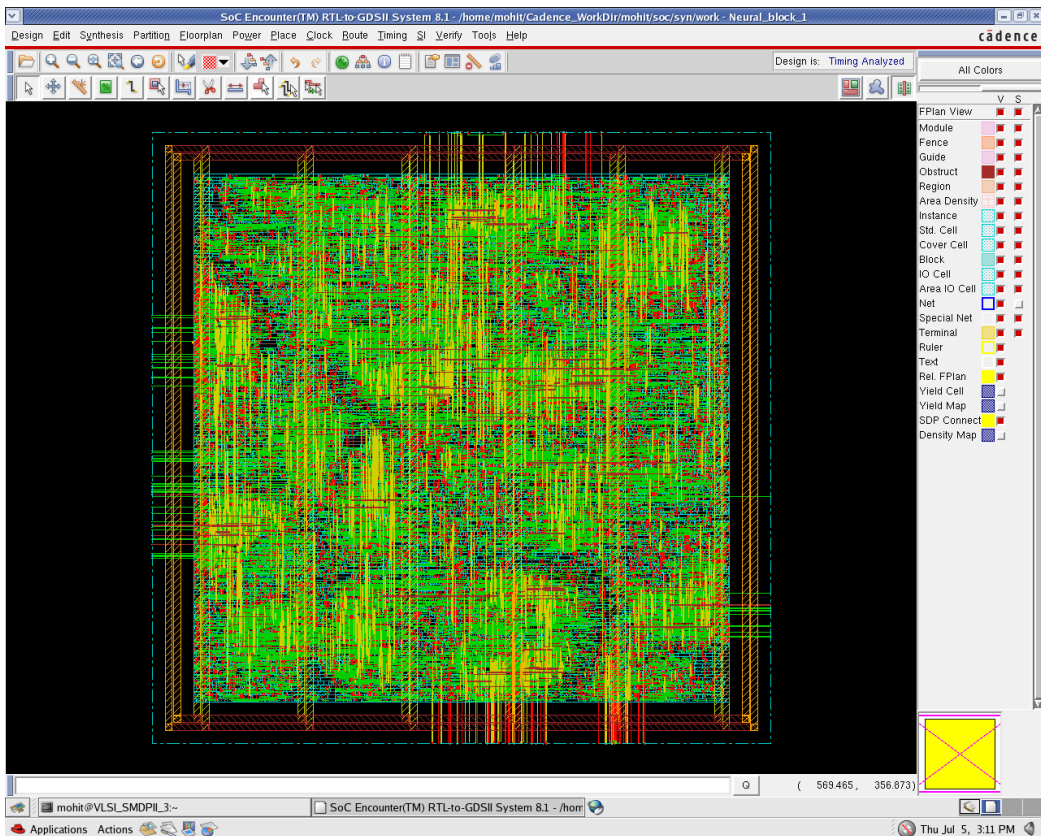 SoC Encounter(TM) RTL-to-GDSII System 8.1 - /home/mohit/Cadence_WorkDir/mohit/soc/syn/work - Neural_block_1
Design Edit Synthesis Partition Floorplan Power Place Clock Route Timing SI Verify Tools Help
cādence
Design is: Timing Analyzed
All Colors
V S
FPlan View
Module
Fence
Guide
Obstruct
Region
Area Density
Instance
Std. Cell
Cover Cell
Block
IO Cell
Area IO Cell
Net
Special Net
Terminal
Ruler
Text
Rel. FPlan
Yield Cell
Yield Map
SDP Connect
Density Map
Q ( 569.465, 356.873)
mohit@VLSI_SMDPII_3:~ SoC Encounter(TM) RTL-to-GDSII System 8.1 - /hom
Applications Actions Thu Jul 5, 3:11 PM